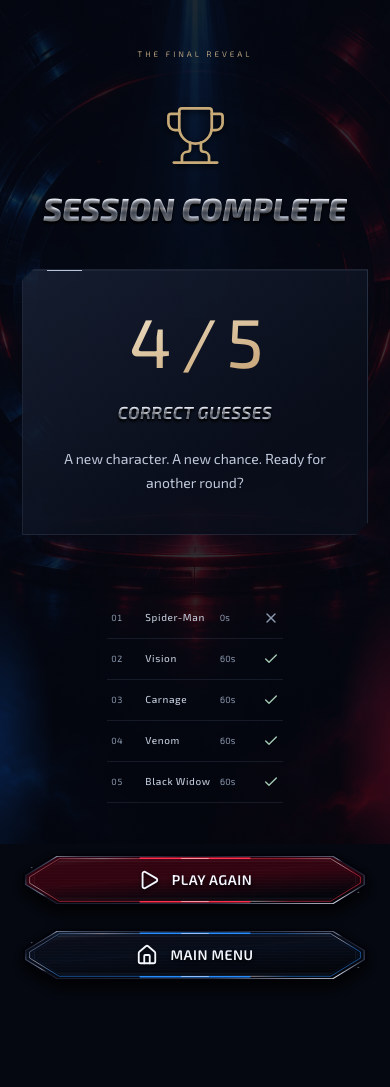 THE FINAL REVEAL
SESSION COMPLETE
4/5
CORRECT GUESSES
A new character. A new chance. Ready for
another round?
01 Spider-Man 0s
02 Vision 60s
03 Carnage 60s
04 Venom 60s
05 Black Widow 60s
PLAY AGAIN
MAIN MENU